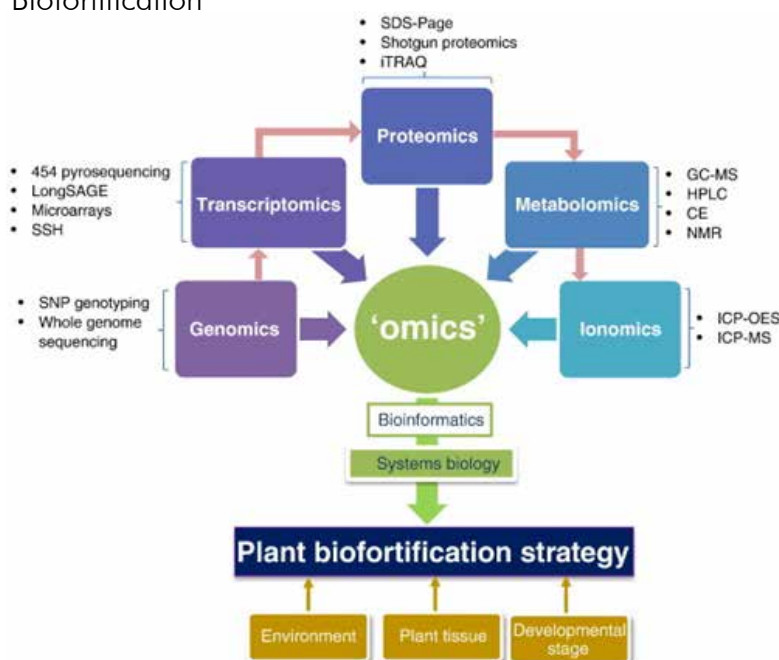 Biofortification
• SDS-Page
• Shotgun proteomics
• iTRAQ
Proteomics
• 454 pyrosequencing
• LongSAGE
• Microarrays
• SSH
Transcriptomics
Metabolomics
• GC-MS
• HPLC
• CE
• NMR
• SNP genotyping
• Whole genome
sequencing
Genomics
'omics'
Ionomics
• ICP-OES
• ICP-MS
Bioinformatics
Systems biology
Plant biofortification strategy
Environment
Plant tissue
Developmental
stage